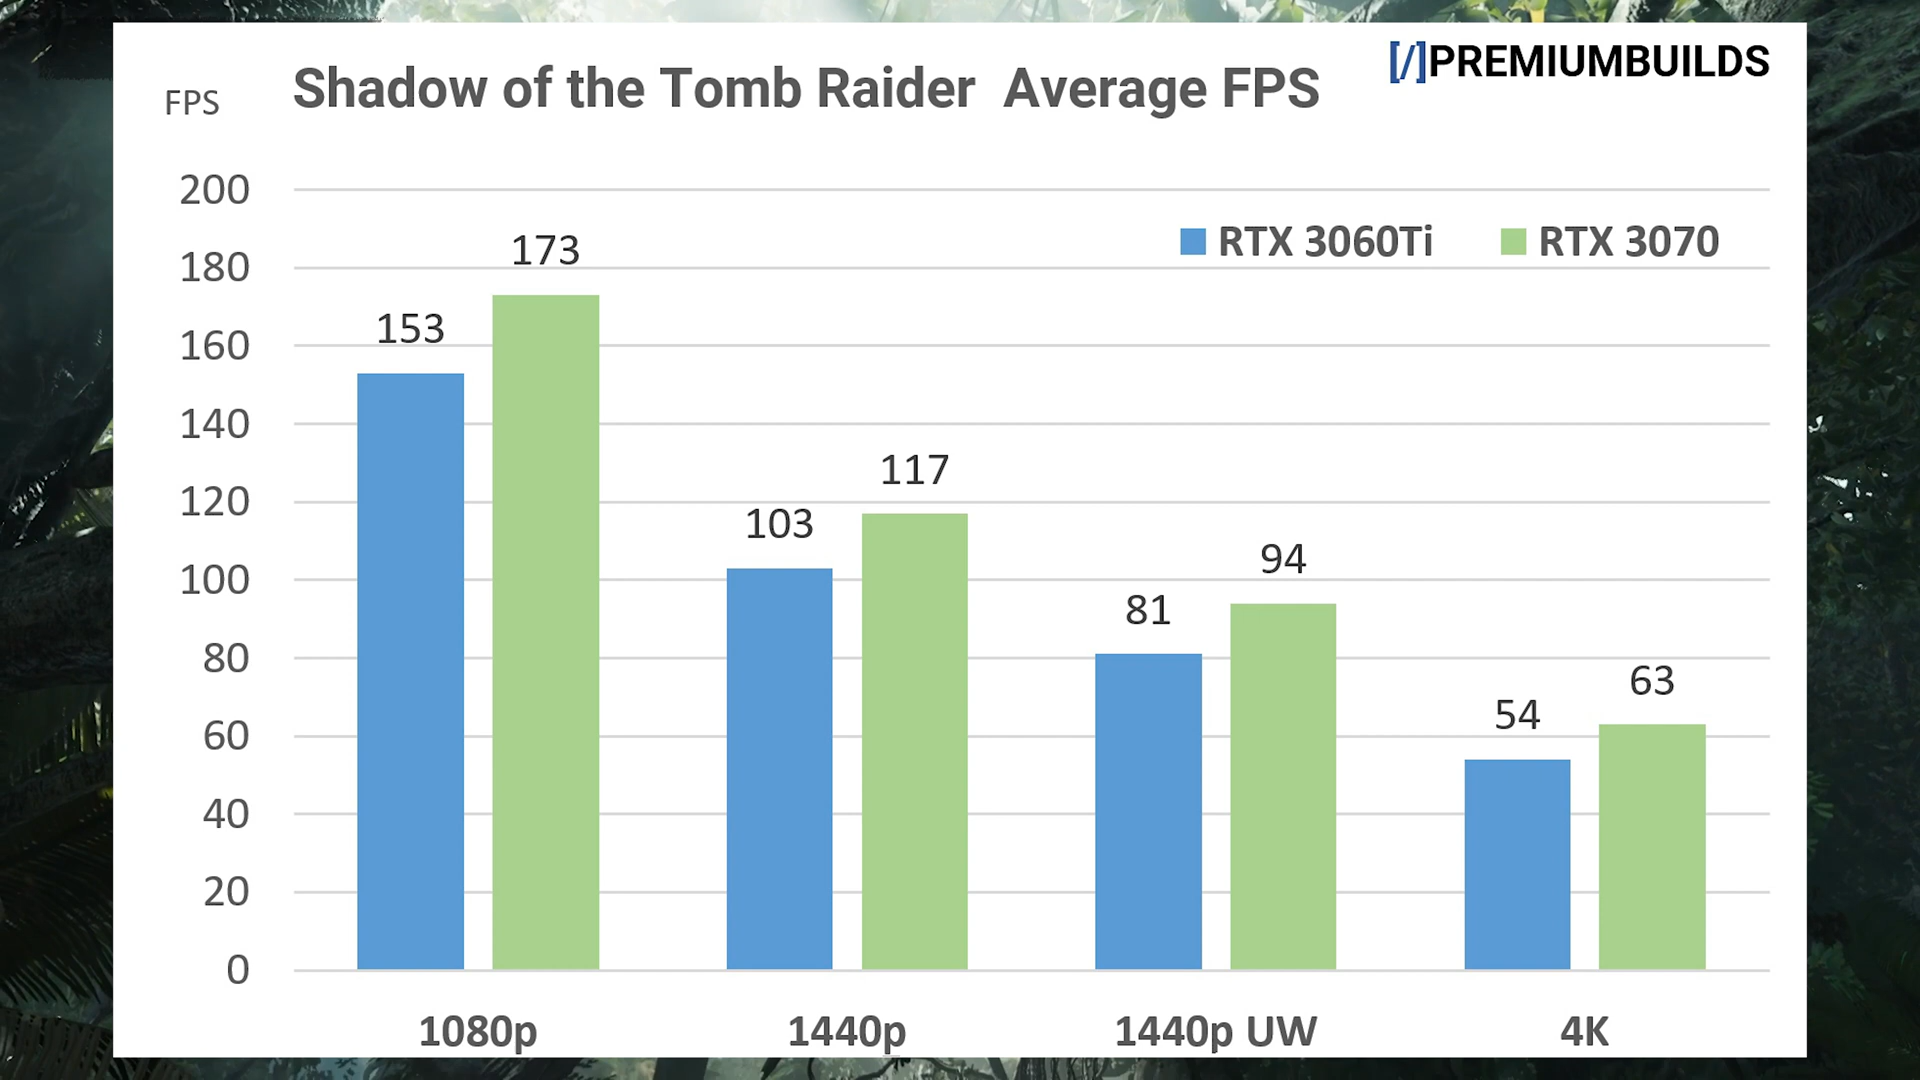 [/]PREMIUMBUILDS
FPS
Shadow of the Tomb Raider  Average FPS
200
180
160
140
120
100
80
60
40
20
0
RTX 3060Ti
RTX 3070
153
173
103
117
81
94
54
63
1080p
1440p
1440p UW
4K